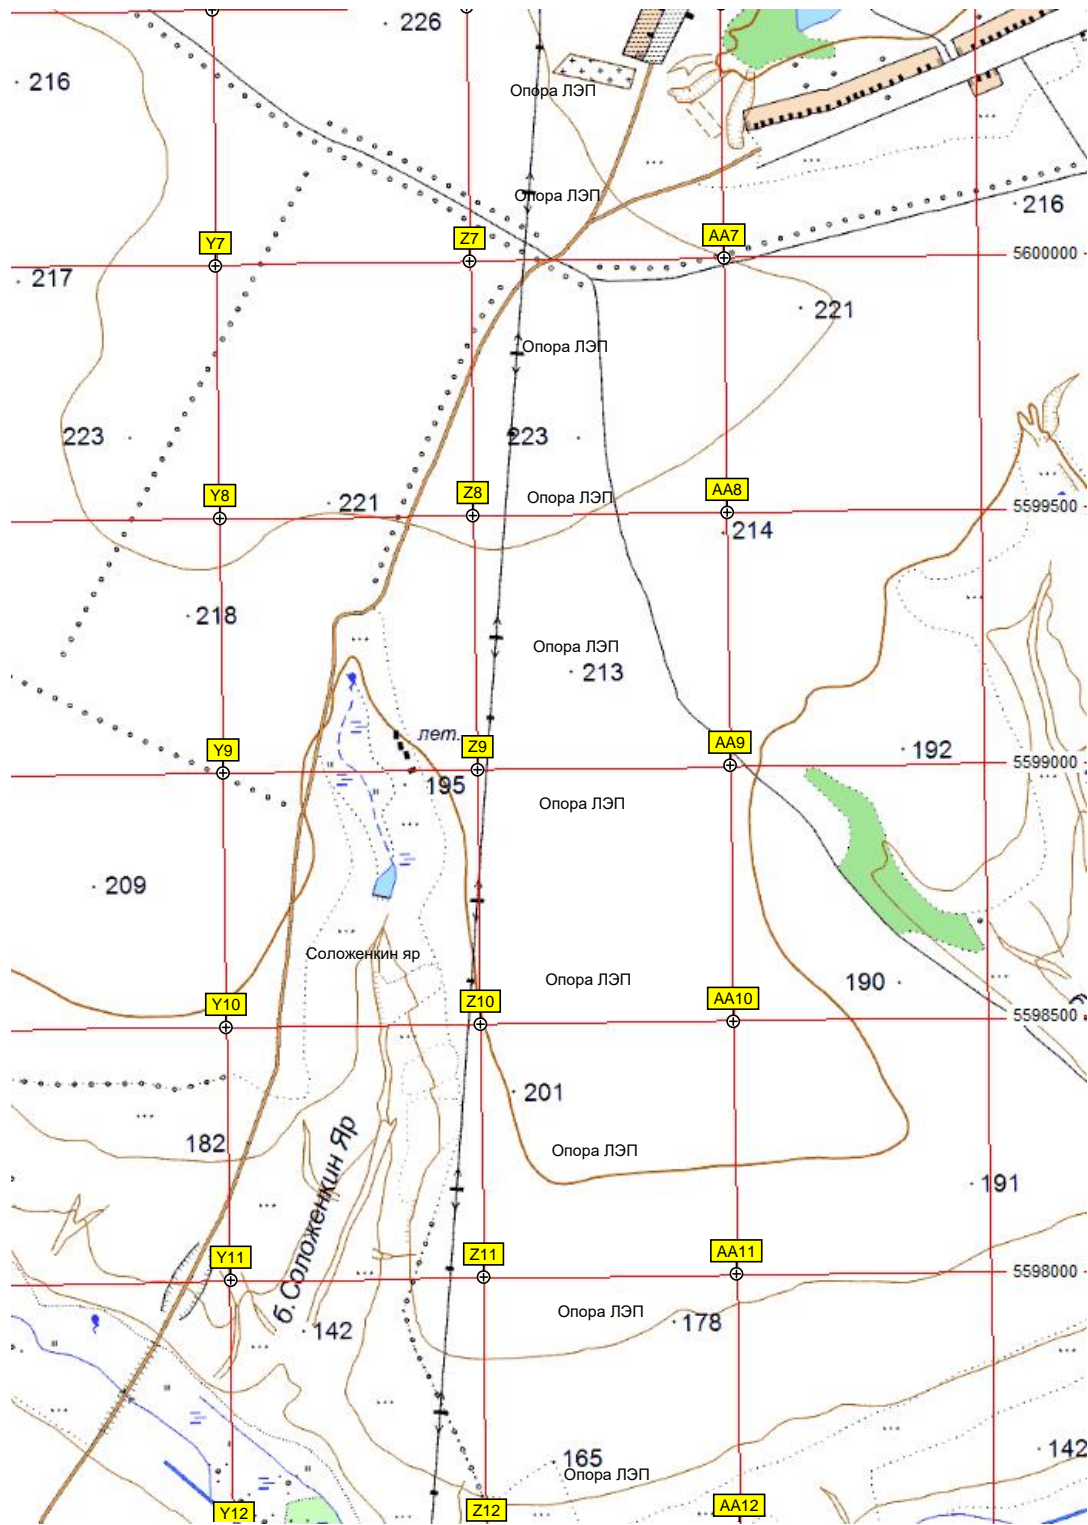 226
216
Опора ЛЭП
Опора ЛЭП
216
Y7
Z7
AA7
5600000
217
221
Опора ЛЭП
223
223
Y8
Z8
AA8
221
Опора ЛЭП
5599500
214
218
Опора ЛЭП
213
лет.
Y9
Z9
AA9
192
5599000
195
Опора ЛЭП
209
Соложенкин яр
Опора ЛЭП
190
Y10
Z10
AA10
5598500
201
182
Опора ЛЭП
191
б.Соложенкин Яр
Y11
Z11
AA11
5598000
Опора ЛЭП
142
178
165
142
Опора ЛЭП
Y12
Z12
AA12